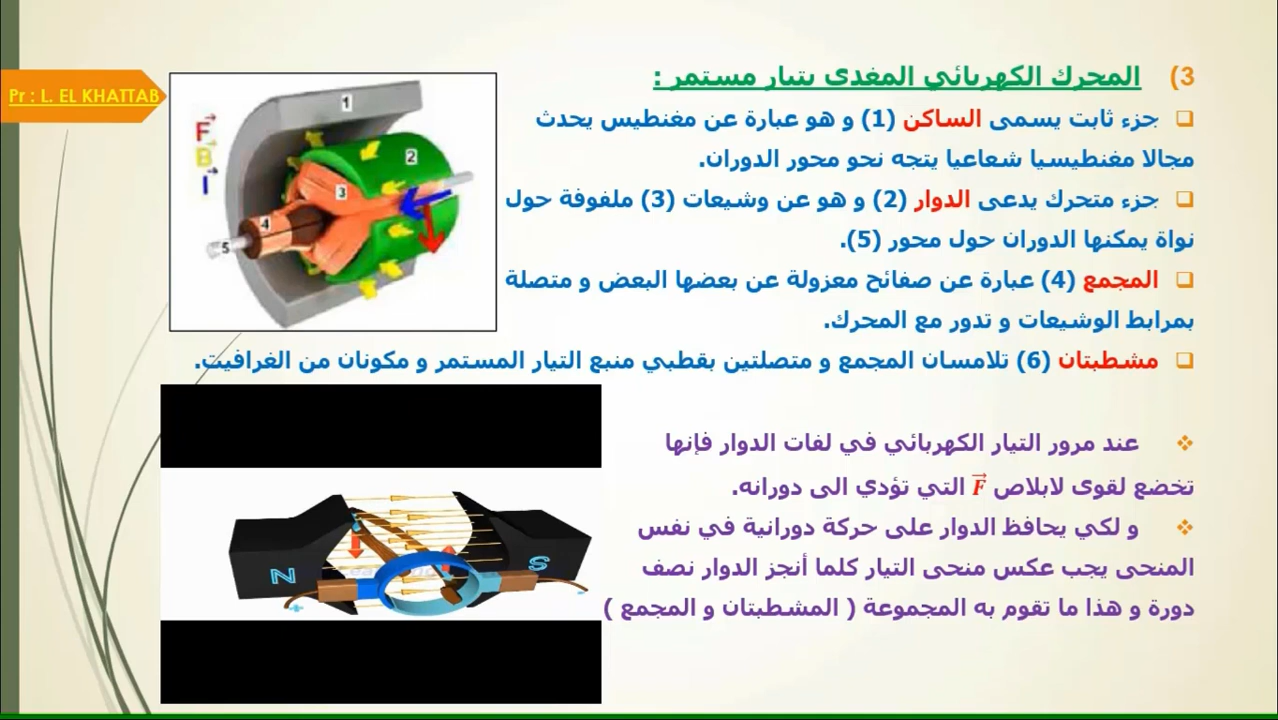 Pr : L. EL KHATTAB
3) المحرك الكهربائي المغدى بتيار مستمر :
جزء ثابت يسمى الساكن (1) و هو عبارة عن مغنطيس يحدث
مجالا مغنطيسيا شعاعيا يتجه نحو محور الدوران.
جزء متحرك يدعى الدوار (2) و هو عن وشيعات (3) ملفوفة حول
نواة يمكنها الدوران حول محور (5).
المجمع (4) عبارة عن صفائح معزولة عن بعضها البعض و متصلة
بمرابط الوشيعات و تدور مع المحرك.
مشطبتان (6) تلامسان المجمع و متصلتين بقطبي منبع التيار المستمر و مكونان من الغرافيت.
عند مرور التيار الكهربائي في لفات الدوار فإنها
تخضع لقوى لابلاص F التي تؤدي الى دورانه.
و لكي يحافظ الدوار على حركة دورانية في نفس
المنحى يجب عكس منحى التيار كلما أنجز الدوار نصف
دورة و هذا ما تقوم به المجموعة ( المشطبتان و المجمع )
F
B
I
1
2
3
4
5
N
S
+
-